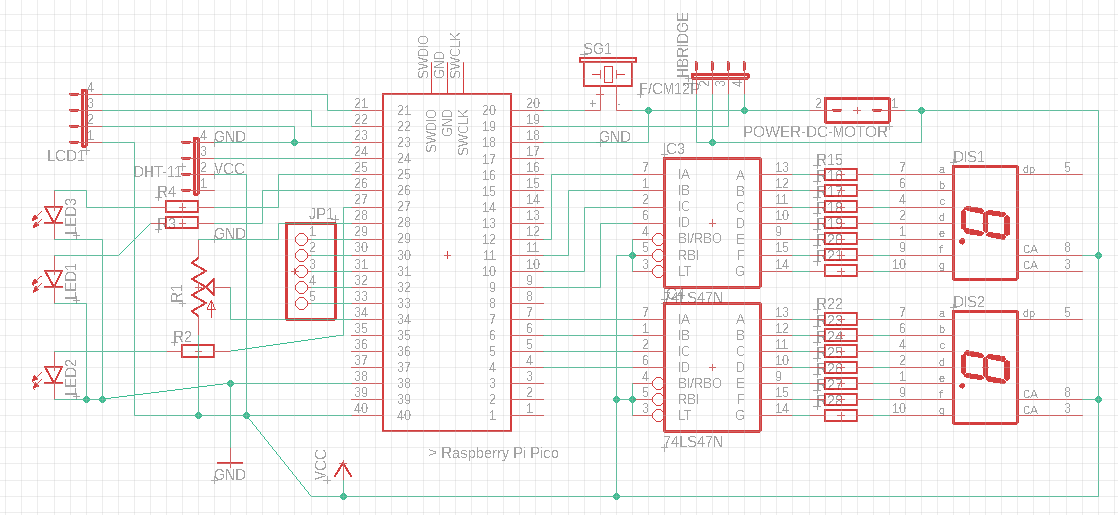 SWDIO
GND
SWCLK
SG1
+ -
F/CM12P
HBRIDGE
1 2 3 4
2 1
POWER-DC-MOTOR
LCD1
4
3
2
1
DHT-11
4 GND
3
2 VCC
1
R4
R3
LED3
LED1
LED2
GND
R1
R2
JP1
1
2
3
4
5
SWDIO
GND
SWCLK
21 21 20 20
22 22 19 19
23 23 18 18
24 24 17 17
25 25 16 16
26 26 15 15
27 27 14 14
28 28 13 13
29 29 12 12
30 30 11 11
31 31 10 10
32 32 9 9
33 33 8 8
34 34 7 7
35 35 6 6
36 36 5 5
37 37 4 4
38 38 3 3
39 39 2 2
40 40 1 1
> Raspberry Pi Pico
GND
VCC
GND
C3
7 IA A 13
1 IB B 12
2 IC C 11
6 ID D 10
4 BI/RBO E 9
5 RBI F 15
3 LT G 14
74LS47N
7 IA A 13
1 IB B 12
2 IC C 11
6 ID D 10
4 BI/RBO E 9
5 RBI F 15
3 LT G 14
74LS47N
R15
R16
R17
R18
R19
R20
R21
DIS1
7 a dp 5
6 b
4 c
2 d
1 e
9 f CA 8
10 g CA 3
R22
R23
R24
R25
R26
R27
R28
DIS2
7 a dp 5
6 b
4 c
2 d
1 e
9 f CA 8
10 g CA 3